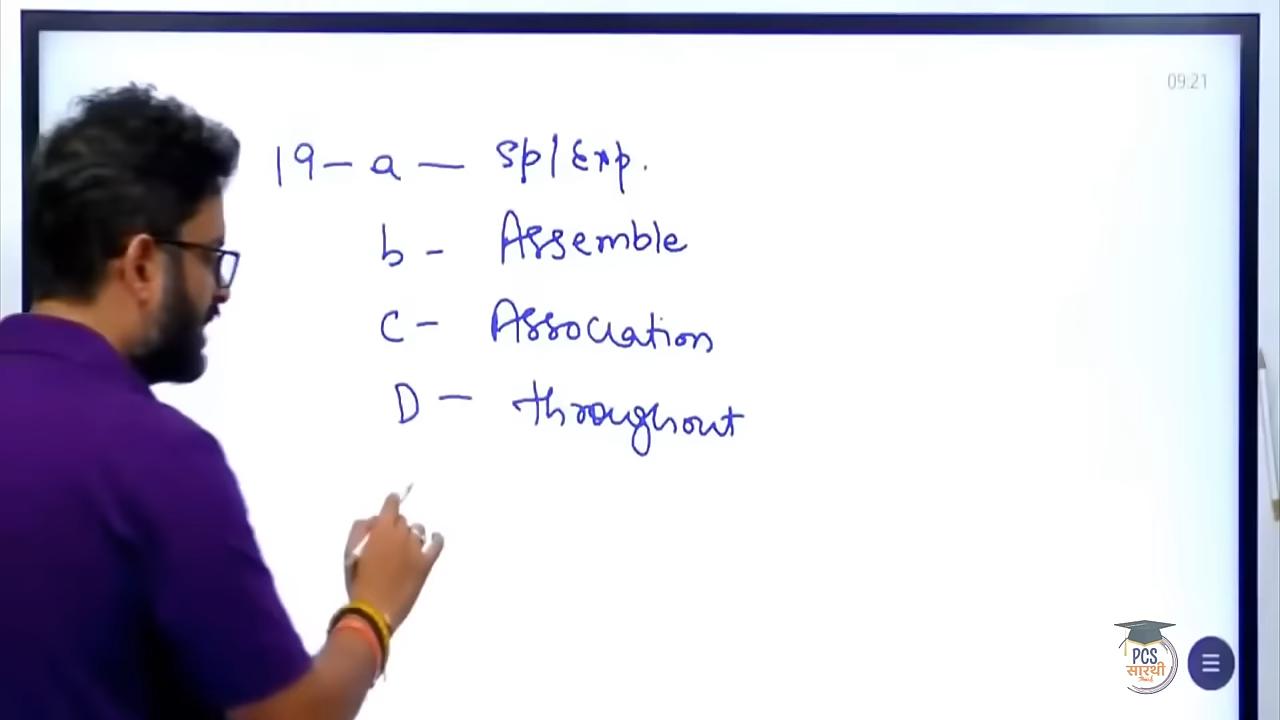 09:21
19 - a - Sp/Exp.
b - Assemble
C - Association
D - throughout
PCS
सारथी